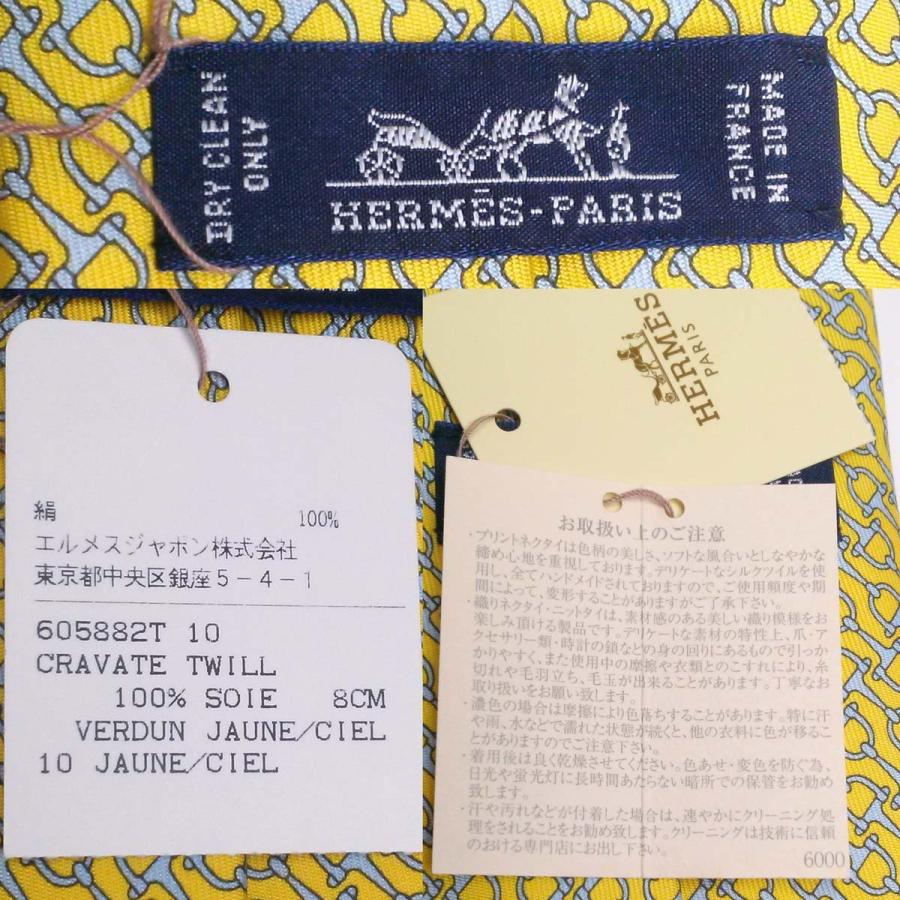 DRY CLEAN
ONLY
HERMĒS-PARIS
MADE IN
FRANCE
絹 100%
エルメスジャポン株式会社
東京都中央区銀座5-4-1
605882T 10
CRAVATE TWILL
100% SOIE 8CM
VERDUN JAUNE/CIEL
10 JAUNE/CIEL
HERMÈS
PARIS
お取扱い上のご注意
・プリントネクタイは色柄の美しさ、ソフトな風合いとしなやかな
締め心地を重視しております。デリケートなシルクツイルを使
用し、全てハンドメイドされておりますので、ご使用頻度や期
間によって、変形することがありますがご了承下さい。
・織りネクタイ・ニットタイは、素材感のある美しい織り模様をお
楽しみ頂ける製品です。デリケートな素材の特性上、爪・ア
クセサリー類・時計の鎖などの身の回りにあるもので引っか
かりやすく、また使用中の摩擦や衣類とのこすれにより、糸
切れや毛羽立ち、毛玉が出来ることがあります。丁寧なお
取り扱いをお願い致します。
・濃色の場合は摩擦により色落ちすることがあります。特に汗
や雨、水などで濡れた状態が続くと、他の衣料に色が移るこ
とがありますのでご注意下さい。
・着用後は良く乾燥させてください。色あせ・変色を防ぐ為、
日光や蛍光灯に長時間あたらない暗所での保管をお勧め
致します。
・汗や汚れなどが付着した場合は、速やかにクリーニング処
理をされることをお勧め致します。クリーニングは技術に信頼
のおける専門店にお出し下さい。
6000